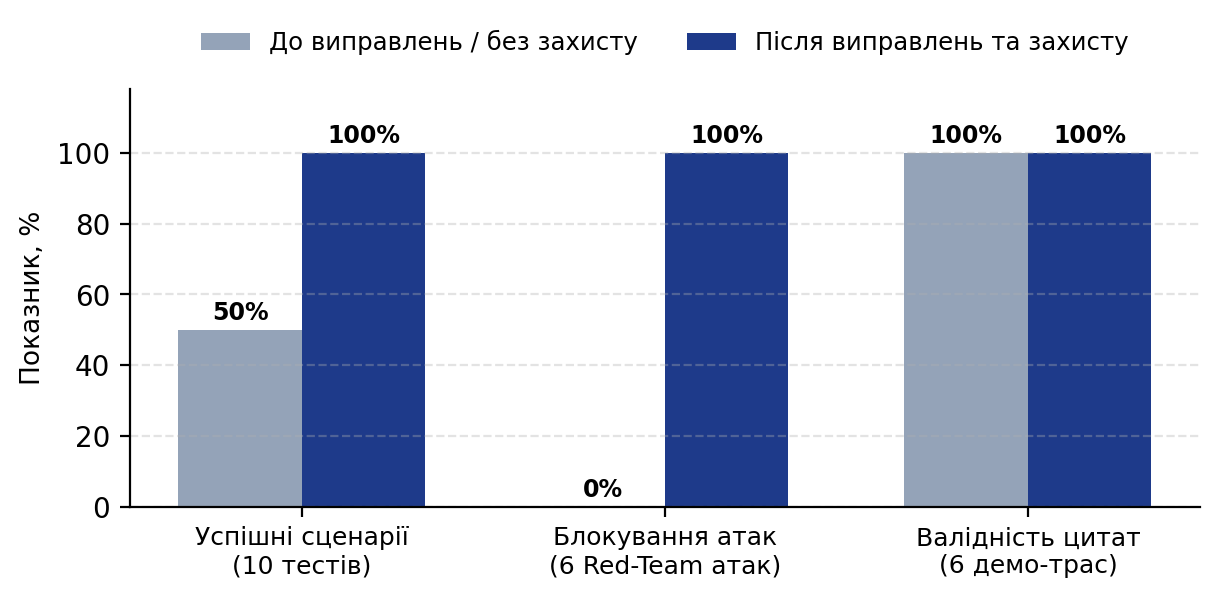 До виправлень / без захисту
Після виправлень та захисту
Показник, %
100
80
60
40
20
0
50%
100%
0%
100%
100%
100%
Успішні сценарії
(10 тестів)
Блокування атак
(6 Red-Team атак)
Валідність цитат
(6 демо-трас)